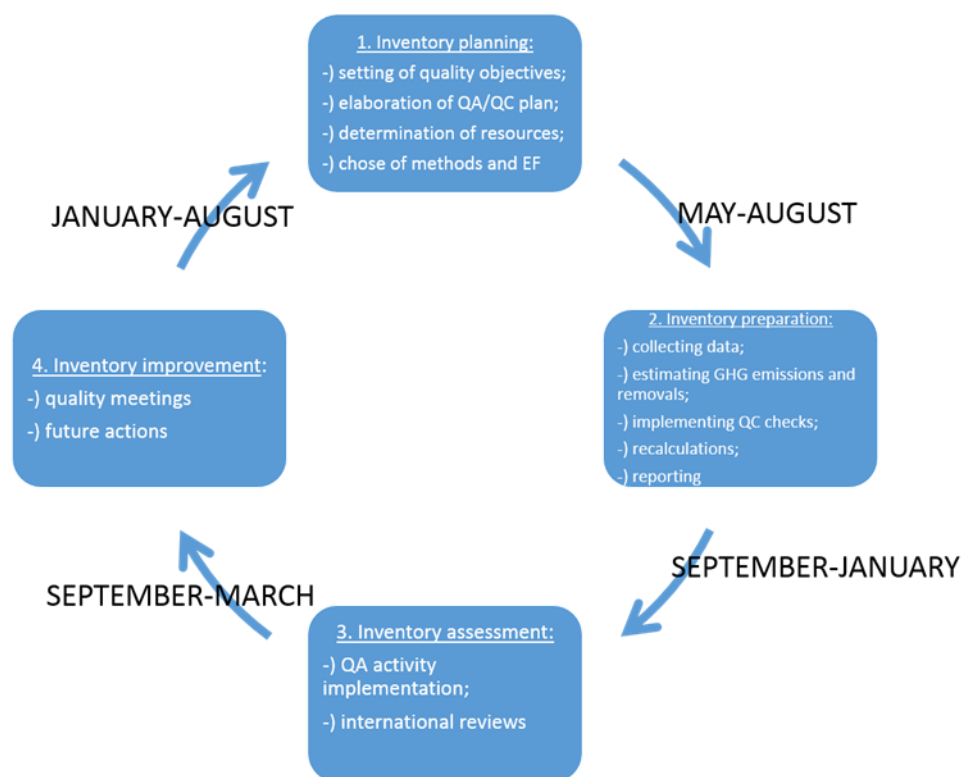 1. Inventory planning:
-) setting of quality objectives;
-) elaboration of QA/QC plan;
-) determination of resources;
-) chose of methods and EF
JANUARY-AUGUST
MAY-AUGUST
2. Inventory preparation:
-) collecting data;
-) estimating GHG emissions and
removals;
-) implementing QC checks;
-) recalculations;
-) reporting
4. Inventory improvement:
-) quality meetings
-) future actions
SEPTEMBER-JANUARY
SEPTEMBER-MARCH
3. Inventory assessment:
-) QA activity
implementation;
-) international reviews